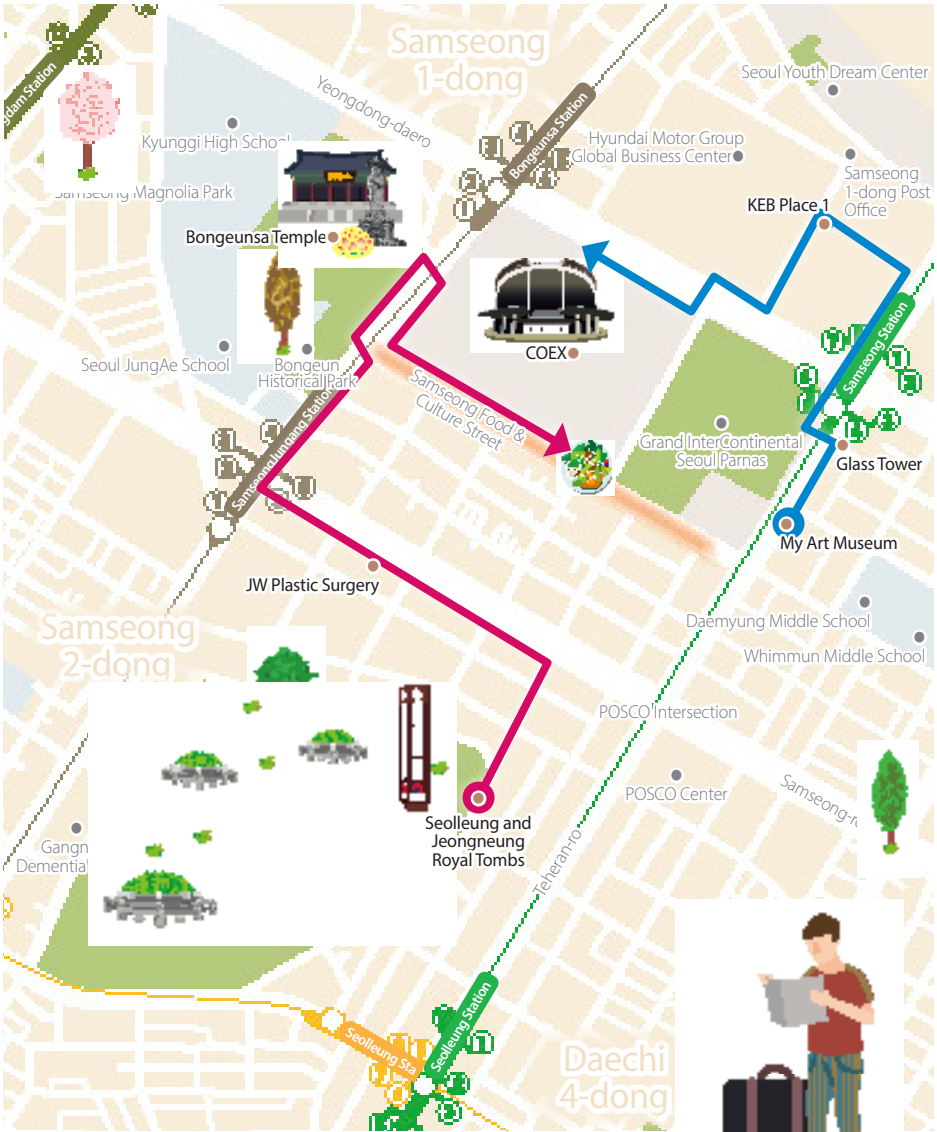 Samseong
1-dong
Seoul Youth Dream Center
Yeongdong-daero
Bongeunsa Station
Kyunggi High School
Hyundai Motor Group
Global Business Center
Samseong
1-dong Post
Office
Samseong Magnolia Park
KEB Place 1
Bongeunsa Temple
Samseong Station
COEX
Seoul JungAe School
Bongeun
Historical Park
Samseong Food &
Culture Street
Samseongjungang Station
Grand InterContinental
Seoul Parnas
Glass Tower
My Art Museum
JW Plastic Surgery
Daemyung Middle School
Samseong
2-dong
Whimmun Middle School
POSCO Intersection
POSCO Center
Samseong-r
Seolleung and
Jeongneung
Royal Tombs
Gangn
Dementia
Teheran-ro
Seolleung Station
Seolleung Sta
Daechi
4-dong